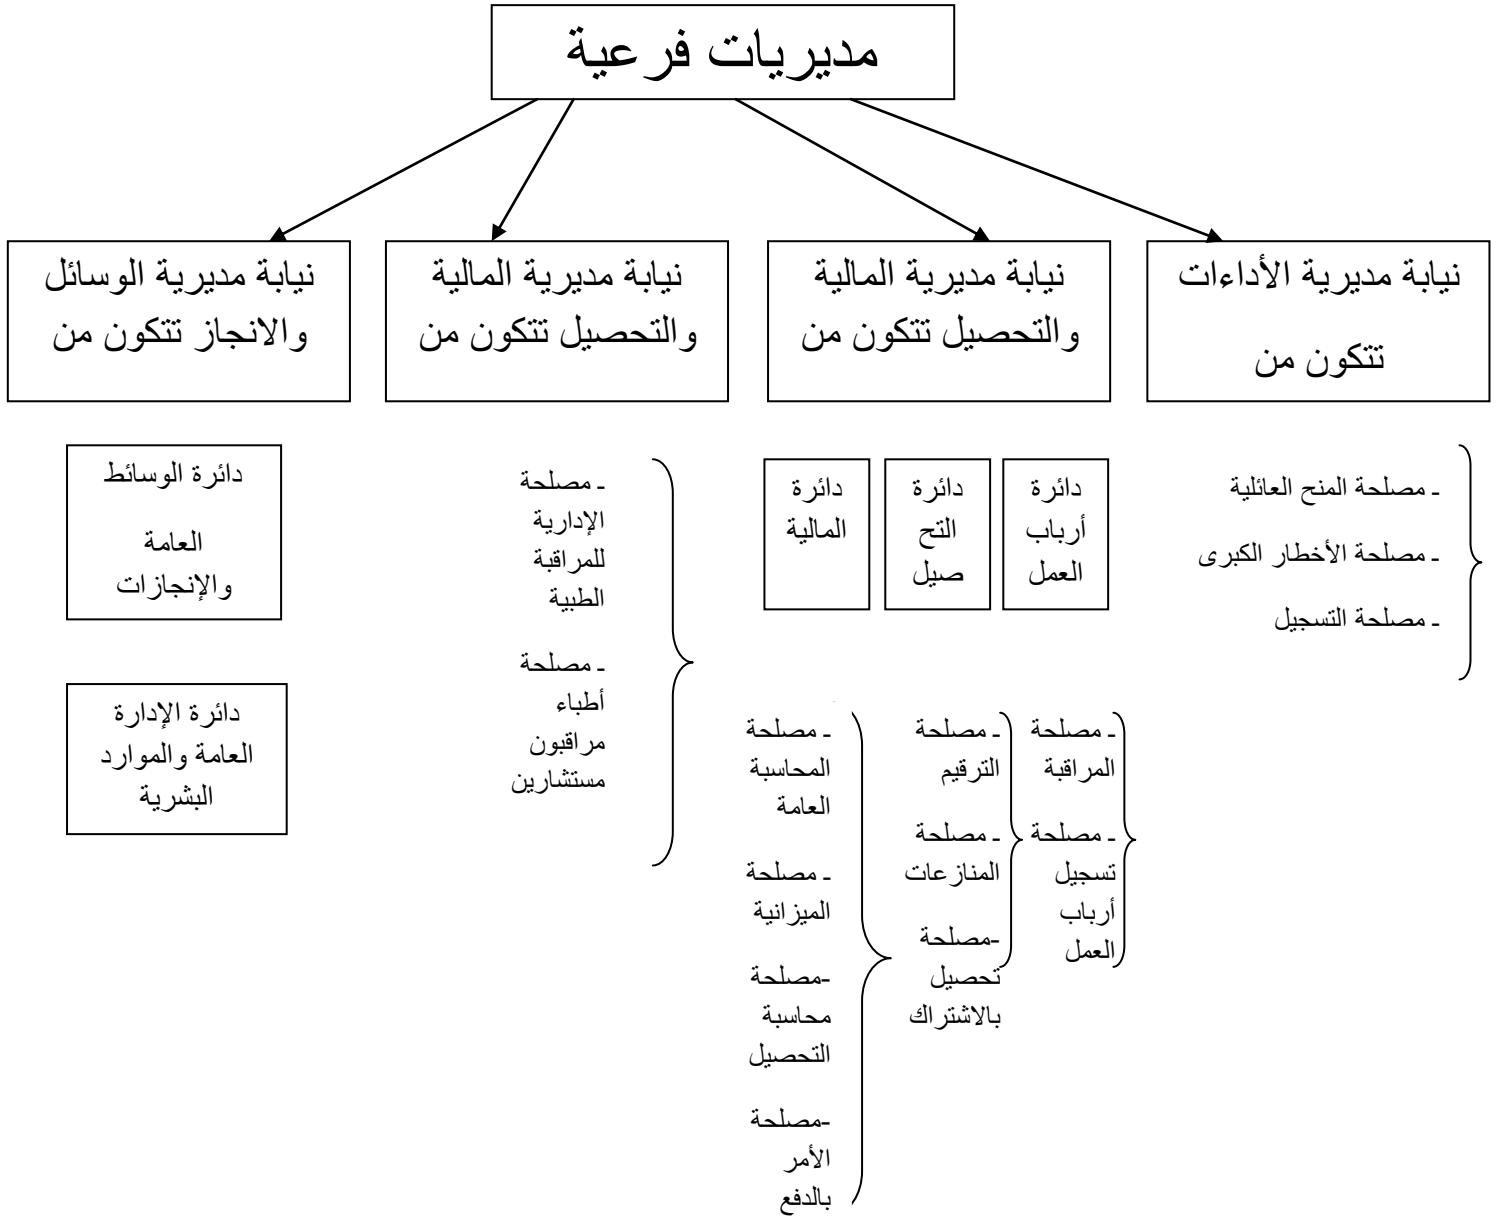 مديريات فرعية
نيابة مديرية الأداءات
تتكون من
نيابة مديرية المالية
والتحصيل تتكون من
نيابة مديرية المالية
والتحصيل تتكون من
نيابة مديرية الوسائل
والانجاز تتكون من
ـ مصلحة المنح العائلية
ـ مصلحة الأخطار الكبرى
ـ مصلحة التسجيل
دائرة
أرباب
العمل
دائرة
التح
صيل
دائرة
المالية
ـ مصلحة
المراقبة
ـ مصلحة
تسجيل
أرباب
العمل
ـ مصلحة
الترقيم
ـ مصلحة
المنازعات
-مصلحة
تحصيل
بالاشتراك
ـ مصلحة
المحاسبة
العامة
ـ مصلحة
الميزانية
-مصلحة
محاسبة
التحصيل
-مصلحة
الأمر
بالدفع
ـ مصلحة
الإدارية
للمراقبة
الطبية
ـ مصلحة
أطباء
مراقبون
مستشارين
دائرة الوسائط
العامة
والإنجازات
دائرة الإدارة
العامة والموارد
البشرية